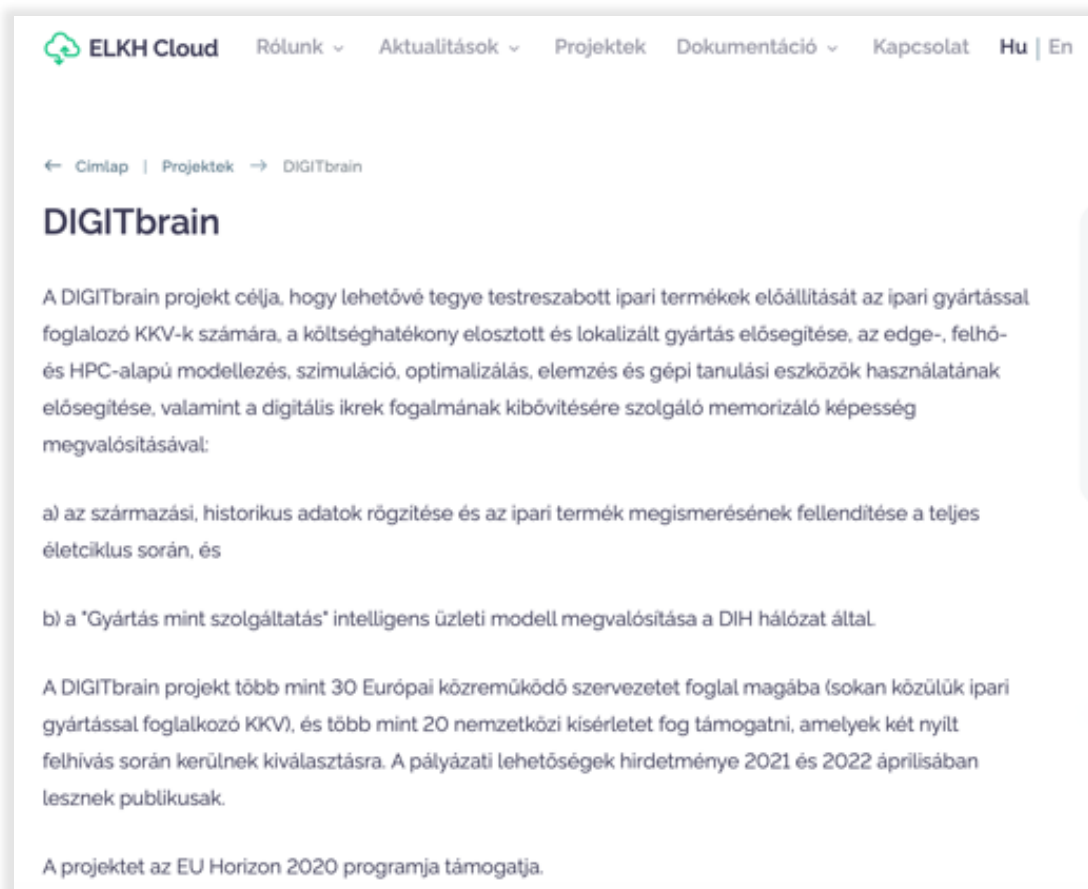 ELKH Cloud Rólunk Aktualitások Projektek Dokumentáció Kapcsolat Hu | En
← Címlap | Projektek → DIGITbrain
DIGITbrain
A DIGITbrain projekt célja, hogy lehetővé tegye testreszabott ipari termékek előállítását az ipari gyártással
foglalozó KKV-k számára, a költséghatékony elosztott és lokalizált gyártás elősegítése, az edge-, felhő-
és HPC-alapú modellezés, szimuláció, optimalizálás, elemzés és gépi tanulási eszközök használatának
elősegítése, valamint a digitális ikrek fogalmának kibővítésére szolgáló memorizáló képesség
megvalósításával:
a) az származási, historikus adatok rögzítése és az ipari termék megismerésének fellendítése a teljes
életciklus során, és
b) a "Gyártás mint szolgáltatás" intelligens üzleti modell megvalósítása a DIH hálózat által.
A DIGITbrain projekt több mint 30 Európai közreműködő szervezetet foglal magába (sokan közülük ipari
gyártással foglalkozó KKV), és több mint 20 nemzetközi kísérletet fog támogatni, amelyek két nyílt
felhívás során kerülnek kiválasztásra. A pályázati lehetőségek hirdetménye 2021 és 2022 áprilisában
lesznek publikusak.
A projektet az EU Horizon 2020 programja támogatja.